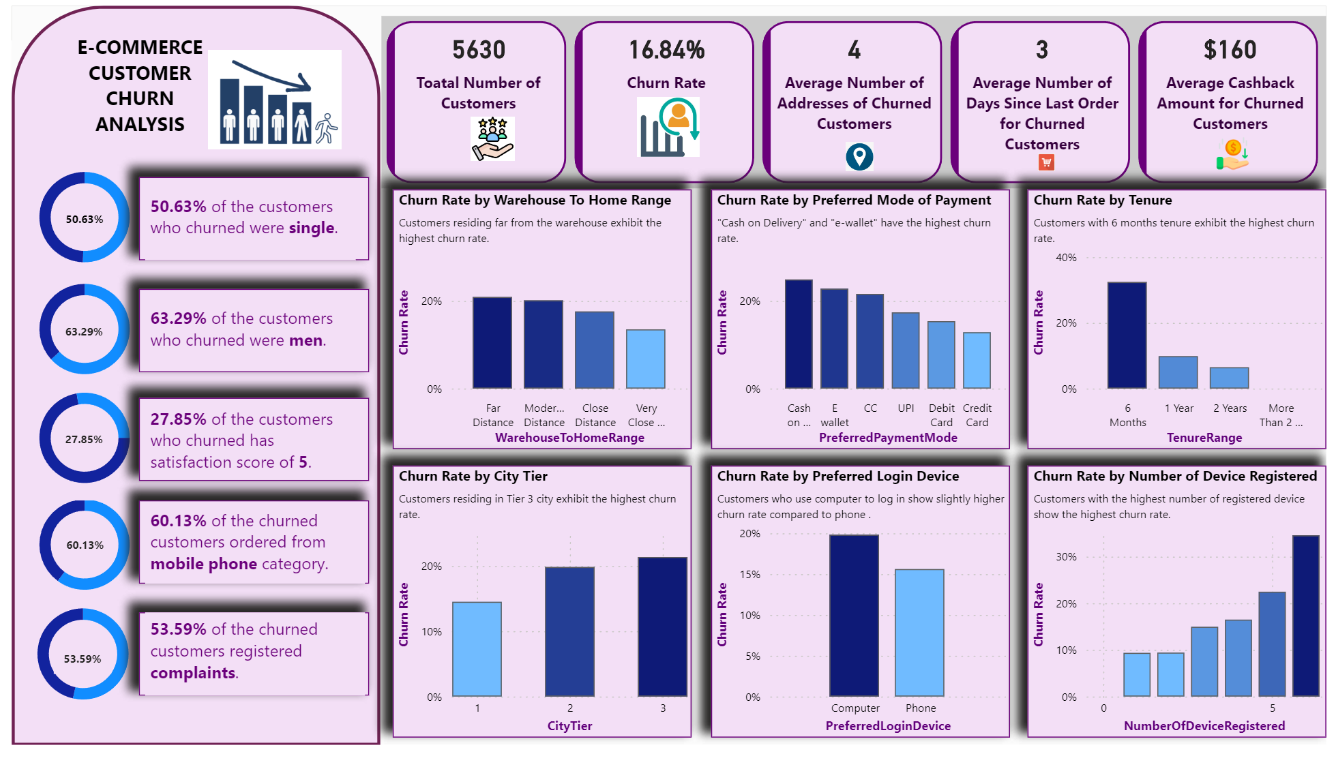 E-COMMERCE
CUSTOMER
CHURN
ANALYSIS
50.63%
50.63% of the customers
who churned were single.
63.29%
63.29% of the customers
who churned were men.
27.85%
27.85% of the customers
who churned has
satisfaction score of 5.
60.13%
60.13% of the churned
customers ordered from
mobile phone category.
53.59%
53.59% of the churned
customers registered
complaints.
5630
Toatal Number of
Customers
16.84%
Churn Rate
4
Average Number of
Addresses of Churned
Customers
3
Average Number of
Days Since Last Order
for Churned
Customers
$160
Average Cashback
Amount for Churned
Customers
Churn Rate by Warehouse To Home Range
Customers residing far from the warehouse exhibit the
highest churn rate.
Churn Rate
20%
0%
Far
Distance
Moder...
Distance
Close
Distance
Very
Close ...
WarehouseToHomeRange
Churn Rate by Preferred Mode of Payment
"Cash on Delivery" and "e-wallet" have the highest churn
rate.
Churn Rate
20%
0%
Cash
on ...
E
wallet
CC
UPI
Debit
Card
Credit
Card
PreferredPaymentMode
Churn Rate by Tenure
Customers with 6 months tenure exhibit the highest churn
rate.
Churn Rate
40%
20%
0%
6
Months
1 Year
2 Years
More
Than 2 ...
TenureRange
Churn Rate by City Tier
Customers residing in Tier 3 city exhibit the highest churn
rate.
Churn Rate
20%
10%
0%
1
2
3
CityTier
Churn Rate by Preferred Login Device
Customers who use computer to log in show slightly higher
churn rate compared to phone .
Churn Rate
20%
15%
10%
5%
0%
Computer
Phone
PreferredLoginDevice
Churn Rate by Number of Device Registered
Customers with the highest number of registered device
show the highest churn rate.
Churn Rate
30%
20%
10%
0%
0
5
NumberOfDeviceRegistered